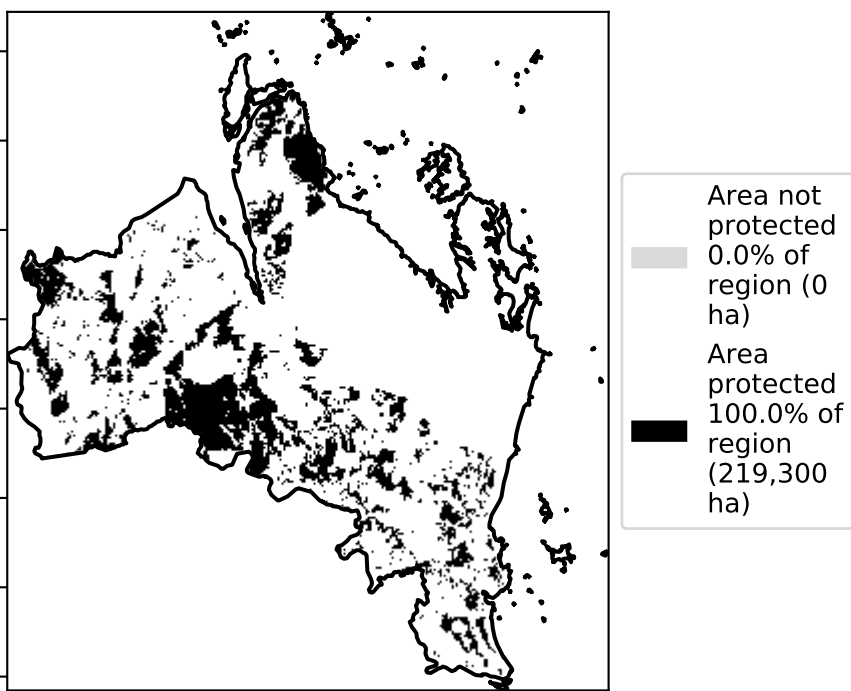 Area not
protected
0.0% of
region (0
ha)
Area
protected
100.0% of
region
(219,300
ha)